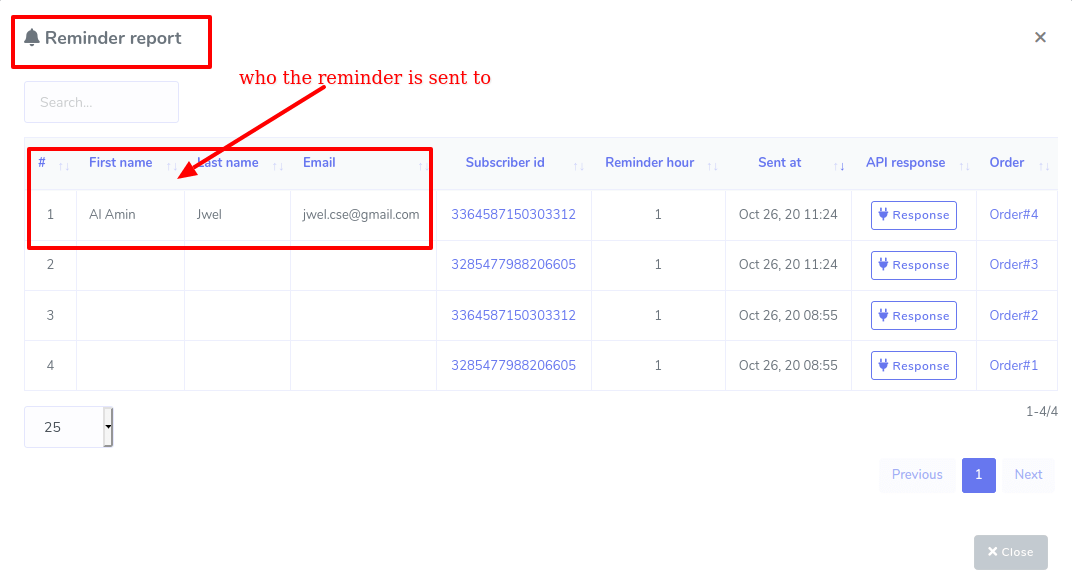 Reminder report
who the reminder is sent to
Search...
# First name Last name Email Subscriber id Reminder hour Sent at API response Order
1 Al Amin Jwel jwel.cse@gmail.com 3364587150303312 1 Oct 26, 20 11:24 Response Order#4
2 3285477988206605 1 Oct 26, 20 11:24 Response Order#3
3 3364587150303312 1 Oct 26, 20 08:55 Response Order#2
4 3285477988206605 1 Oct 26, 20 08:55 Response Order#1
25
1-4/4
Previous 1 Next
Close